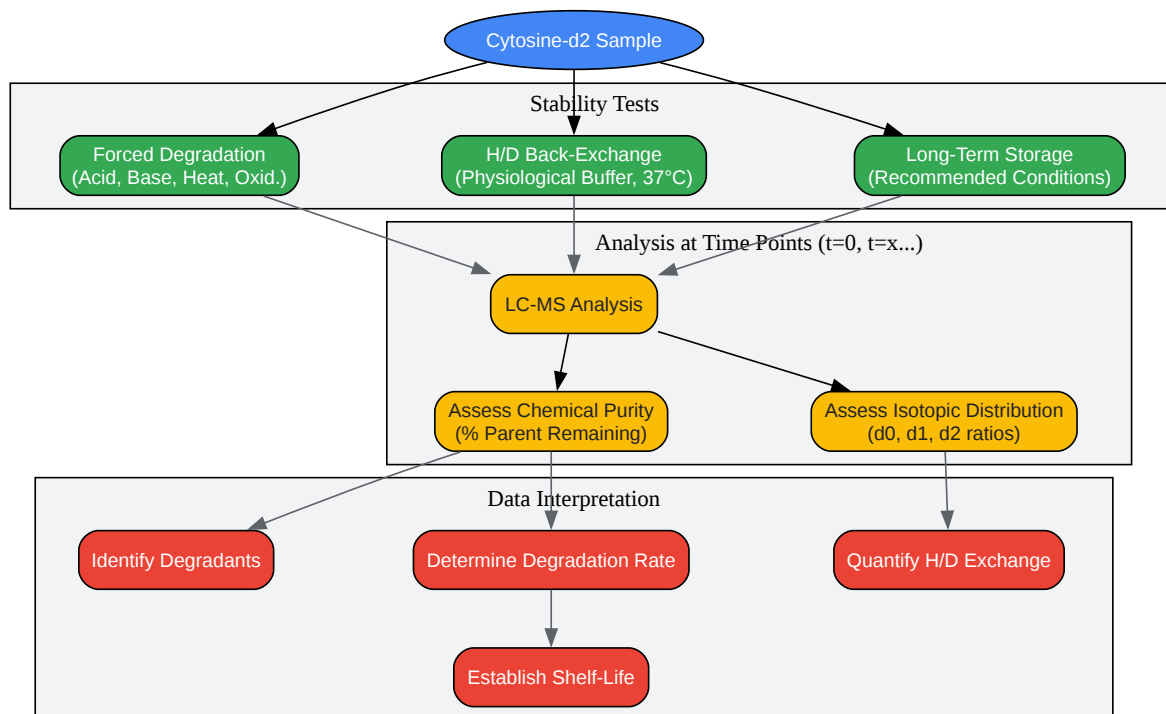 Cytosine-d2 Sample
Stability Tests
Forced Degradation
(Acid, Base, Heat, Oxid.)
H/D Back-Exchange
(Physiological Buffer, 37°C)
Long-Term Storage
(Recommended Conditions)
Analysis at Time Points (t=0, t=x...)
LC-MS Analysis
Assess Chemical Purity
(% Parent Remaining)
Assess Isotopic Distribution
(d0, d1, d2 ratios)
Data Interpretation
Identify Degradants
Determine Degradation Rate
Quantify H/D Exchange
Establish Shelf-Life